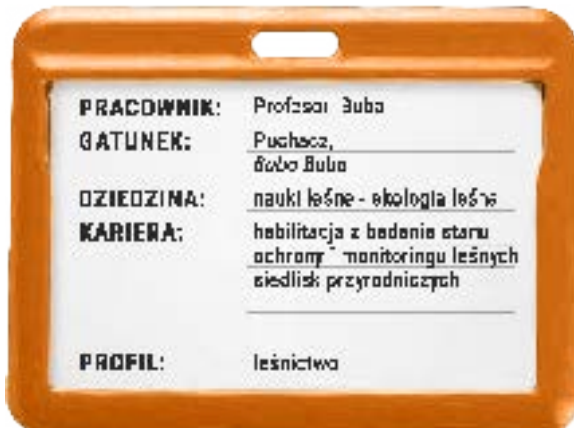 PRACOWNIK: Profesor Buba
GATUNEK: Puchacz,
Bubo Bubo
DZIEDZINA: nauki leśne - ekologia leśna
KARIERA: habilitacja z badania stanu
ochrony i monitoringu leśnych
siedlisk przyrodniczych
PROFIL: leśnictwo